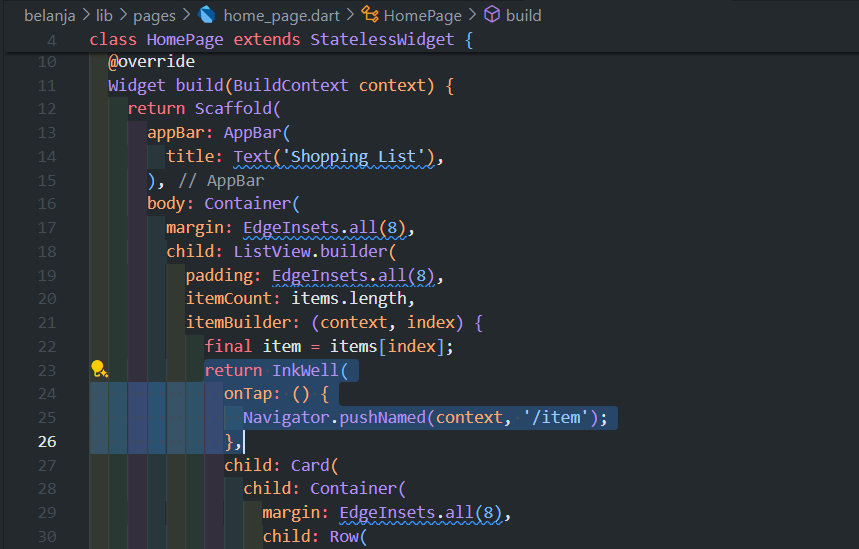 belanja > lib > pages > home_page.dart > HomePage > build
4 class HomePage extends StatelessWidget {
10 @override
11 Widget build(BuildContext context) {
12 return Scaffold(
13 appBar: AppBar(
14 title: Text('Shopping List'),
15 ), // AppBar
16 body: Container(
17 margin: EdgeInsets.all(8),
18 child: ListView.builder(
19 padding: EdgeInsets.all(8),
20 itemCount: items.length,
21 itemBuilder: (context, index) {
22 final item = items[index];
23 return InkWell(
24 onTap: () {
25 Navigator.pushNamed(context, '/item');
26 },
27 child: Card(
28 child: Container(
29 margin: EdgeInsets.all(8),
30 child: Row(